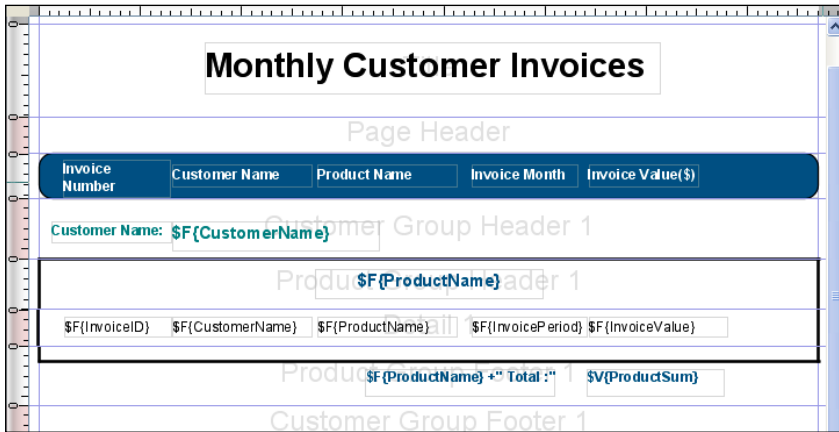 Monthly Customer Invoices
Page Header
Invoice Number Customer Name Product Name Invoice Month Invoice Value($)
Customer Group Header 1
Customer Name: $F{CustomerName}
Product Group Header 1
$F{ProductName}
Detail 1
$F{InvoiceID} $F{CustomerName} $F{ProductName} $F{InvoicePeriod} $F{InvoiceValue}
Product Group Footer 1
$F{ProductName} +" Total :" $V{ProductSum}
Customer Group Footer 1